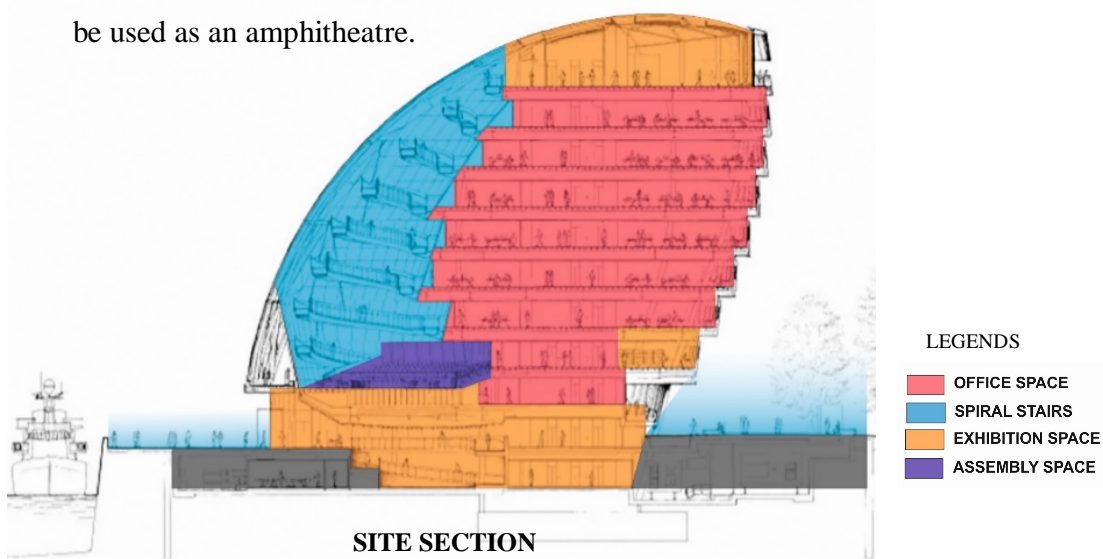 be used as an amphitheatre.
LEGENDS
OFFICE SPACE
SPIRAL STAIRS
EXHIBITION SPACE
ASSEMBLY SPACE
SITE SECTION